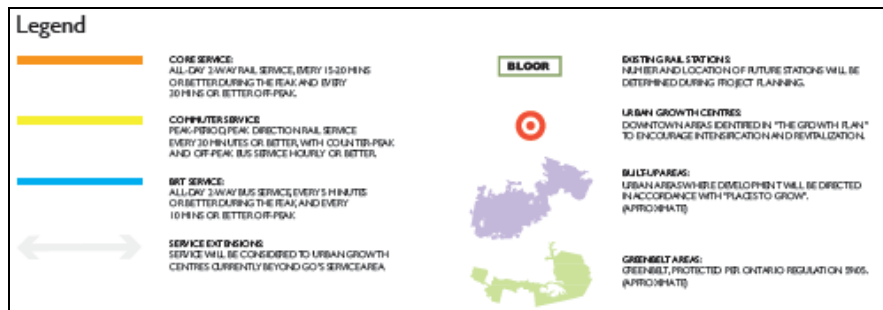 Legend
CORE SERVICE:
ALL-DAY 2-WAY RAIL SERVICE, EVERY 15-20 MINS
OR BETTER DURING THE PEAK AND EVERY
30 MINS OR BETTER OFF-PEAK.
COMMUTER SERVICE:
PEAK-PERIOD, PEAK DIRECTION RAIL SERVICE
EVERY 20 MINUTES OR BETTER, WITH COUNTER-PEAK
AND OFF-PEAK BUS SERVICE HOURLY OR BETTER.
BRT SERVICE:
ALL-DAY 2-WAY BUS SERVICE, EVERY 5 MINUTES
OR BETTER DURING THE PEAK, AND EVERY
10 MINS OR BETTER OFF-PEAK
SERVICE EXTENSIONS:
SERVICE WILL BE CONSIDERED TO URBAN GROWTH
CENTRES CURRENTLY BEYOND GO'S SERVICE AREA
BLOOR
EXISTING RAIL STATIONS:
NUMBER AND LOCATION OF FUTURE STATIONS WILL BE
DETERMINED DURING PROJECT PLANNING.
URBAN GROWTH CENTRES:
DOWNTOWN AREAS IDENTIFIED IN "THE GROWTH PLAN"
TO ENCOURAGE INTENSIFICATION AND REVITALIZATION.
BUILT-UP AREAS:
URBAN AREAS WHERE DEVELOPMENT WILL BE DIRECTED
IN ACCORDANCE WITH "PLACES TO GROW".
(APPROXIMATE)
GREENBELT AREAS:
GREENBELT, PROTECTED PER ONTARIO REGULATION 59/05.
(APPROXIMATE)